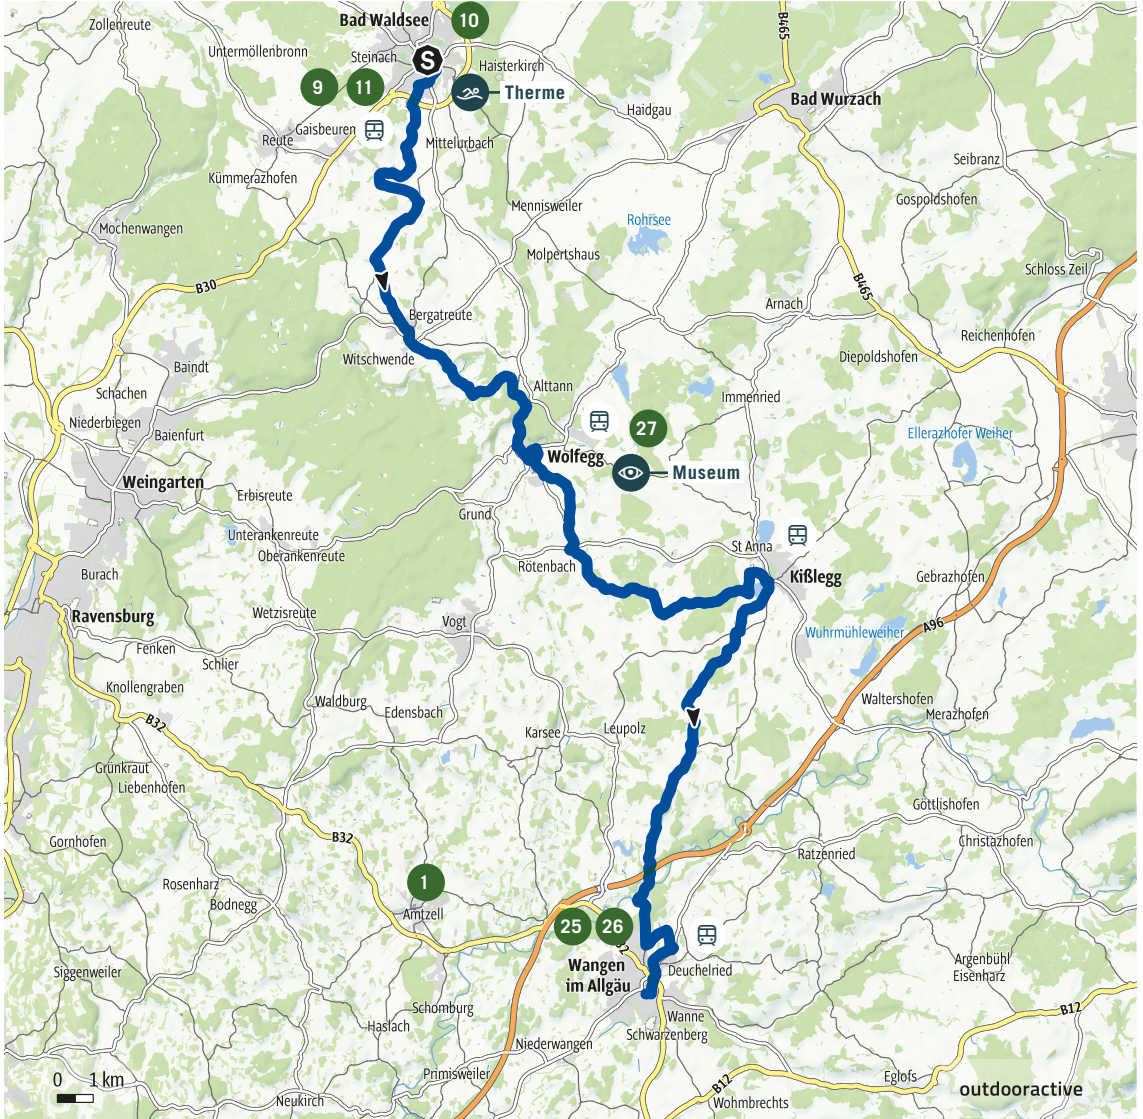 Zollenreute
Bad Waldsee
10
B465
Untermöllenbronn
Steinach
S
Haisterkirch
9
11
Therme
Bad Wurzach
Haidgau
Gaisbeuren
Reute
Mittelurbach
Seibranz
Kümmerazhofen
Gospoldshofen
Mennisweiler
Mochenwangen
Rohrsee
Molpertshaus
Schloss Zeil
B30
B465
Arnach
Bergatreute
Reichenhofen
Witschwende
Diepoldshofen
Baindt
Alttann
Schachen
Immenried
Niederbiegen
Baienfurt
27
Ellerazhofer Weiher
Wolfegg
Museum
Weingarten
Erbisreute
Grund
Unterankenreute
Oberankenreute
St Anna
Rötenbach
Burach
Kißlegg
Gebrazhofen
Ravensburg
Wetzisreute
Vogt
A96
Wuhrmühleweiher
Fenken
Schlier
Knollengraben
Waldburg
Waltershofen
Edensbach
Merazhofen
B32
Karsee
Leupolz
Grünkraut
Liebenhofen
Göttlishofen
B32
Gornhofen
Christazhofen
Ratzenried
Rosenharz
1
Bodnegg
Amtzell
25
26
32
Siggenweiler
Wangen
im Allgäu
Deuchelried
Argenbühl
Eisenharz
Schomburg
Wanne
B12
Haslach
Schwarzenberg
Niederwangen
Primisweiler
Eglofs
0 1 km
B12
outdooractive
Neukirch
Wohmbrechts